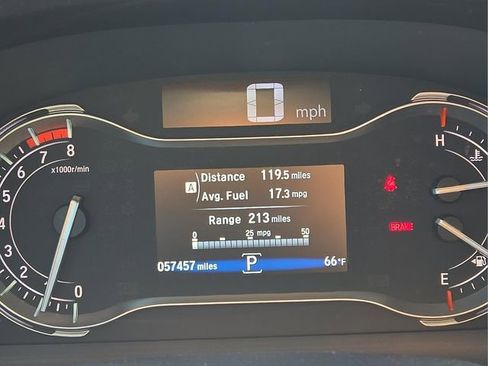 0 mph
8
7
6
5
4
3
2
1
0
x1000r/min
A Distance 119.5 miles
Avg. Fuel 17.3 mpg
Range 213 miles
0 25 50
mpg
057457 miles P 66°F
H
BRAKE
E